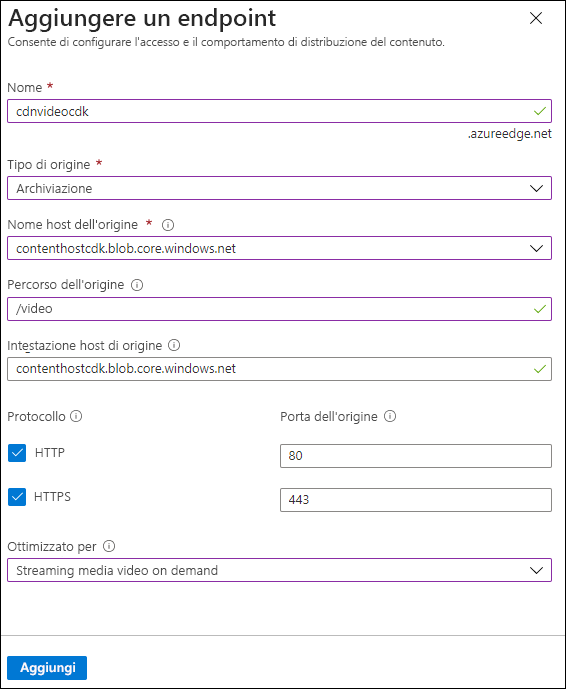 Aggiungere un endpoint
Consente di configurare l'accesso e il comportamento di distribuzione del contenuto.
Nome *
cdnvideocdk
.azureedge.net
Tipo di origine *
Archiviazione
Nome host dell'origine *
contenthostcdk.blob.core.windows.net
Percorso dell'origine
/video
Intestazione host di origine
contenthostcdk.blob.core.windows.net
Protocollo Porta dell'origine
HTTP 80
HTTPS 443
Ottimizzato per
Streaming media video on demand
Aggiungi